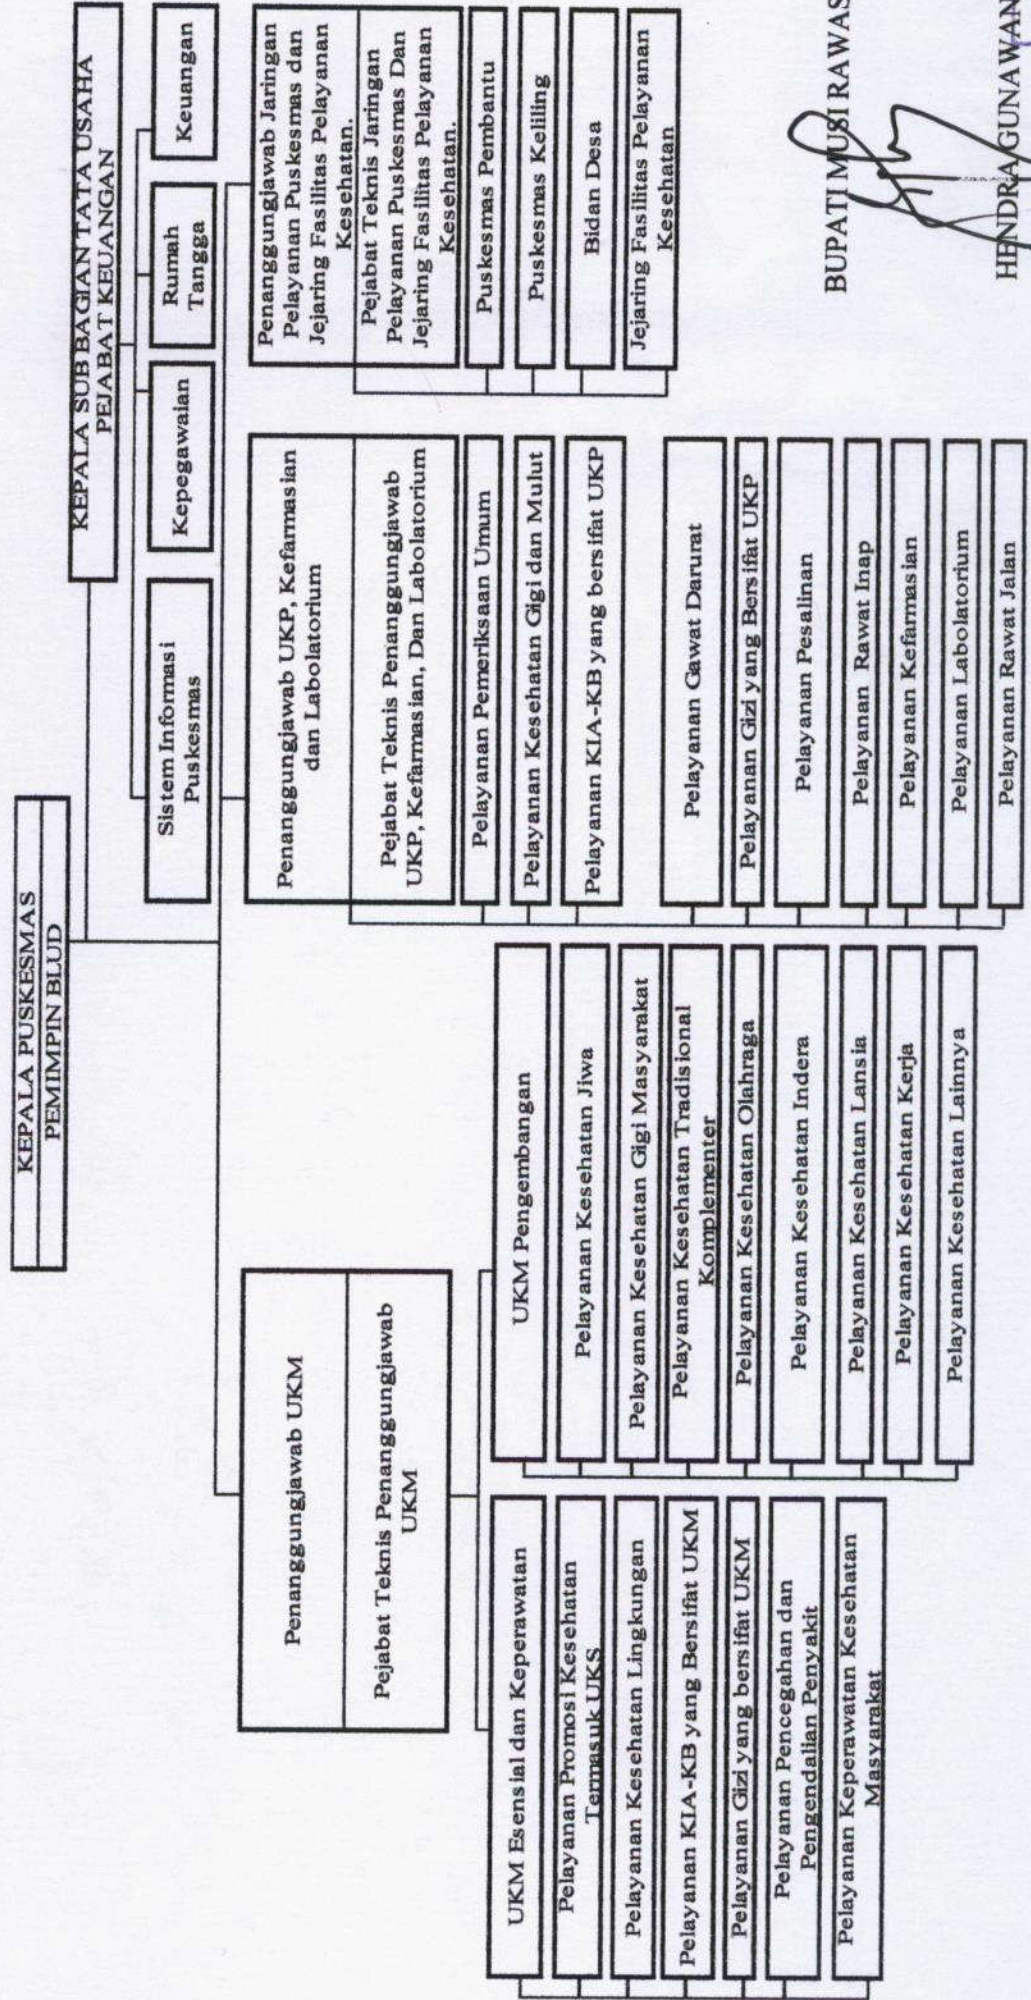 KEPALA PUSKESMAS
PEMIMPIN BLUD
KEPALA SUB BAGIAN TATA USAHA
PEJABAT KEUANGAN
Sistem Informasi
Puskesmas
Kepegawaian
Rumah
Tangga
Keuangan
Penanggungjawab UKM
Pejabat Teknis Penanggungjawab
UKM
UKM Esensial dan Keperawatan
Pelayanan Promosi Kesehatan
Termasuk UKS
Pelayanan Kesehatan Lingkungan
Pelayanan KIA-KB yang Bersifat UKM
Pelayanan Gizi yang bersifat UKM
Pelayanan Pencegahan dan
Pengendalian Penyakit
Pelayanan Keperawatan Kesehatan
Masyarakat
UKM Pengembangan
Pelayanan Kesehatan Jiwa
Pelayanan Kesehatan Gigi Masyarakat
Pelayanan Kesehatan Tradisional
Komplementer
Pelayanan Kesehatan Olahraga
Pelayanan Kesehatan Indera
Pelayanan Kesehatan Lansia
Pelayanan Kesehatan Kerja
Pelayanan Kesehatan Lainnya
Penanggungjawab UKP, Kefarmasian
dan Labolatorium
Pejabat Teknis Penanggungjawab
UKP, Kefarmasian, Dan Labolatorium
Pelayanan Pemeriksaan Umum
Pelayanan Kesehatan Gigi dan Mulut
Pelayanan KIA-KB yang bersifat UKP
Pelayanan Gawat Darurat
Pelayanan Gizi yang Bersifat UKP
Pelayanan Pesalinan
Pelayanan Rawat Inap
Pelayanan Kefarmasian
Pelayanan Labolatorium
Pelayanan Rawat Jalan
Penanggungjawab Jaringan
Pelayanan Puskesmas dan
Jejaring Fasilitas Pelayanan
Kesehatan.
Pejabat Teknis Jaringan
Pelayanan Puskesmas Dan
Jejaring Fasilitas Pelayanan
Kesehatan.
Puskesmas Pembantu
Puskesmas Keliling
Bidan Desa
Jejaring Fasilitas Pelayanan
Kesehatan
BUPATI MUSI RAWAS
HENDRA GUNAWAN